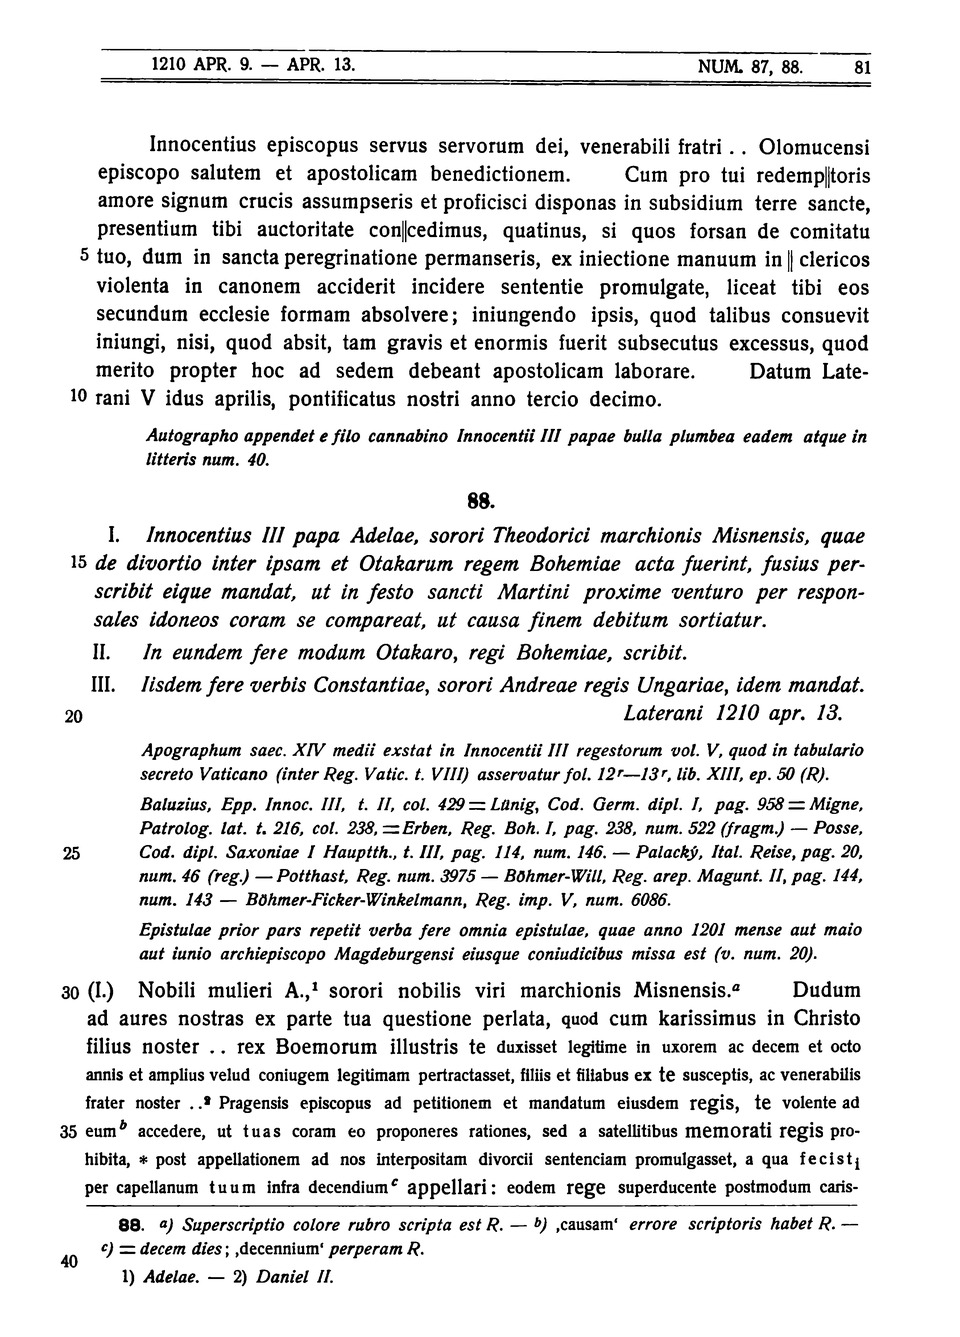 1210 APR. 9. — APR. 13. NUM. 87, 88. 81
Innocentius episcopus servus servorum dei, venerabili fratri . . Olomucensi
episcopo salutem et apostolicam benedictionem. Cum pro tui redemp||toris
amore signum crucis assumpseris et proficisci disponas in subsidium terre sancte,
presentium tibi auctoritate con||cedimus, quatinus, si quos forsan de comitatu
5 tuo, dum in sancta peregrinatione permanseris, ex iniectione manuum in || clericos
violenta in canonem acciderit incidere sententie promulgate, liceat tibi eos
secundum ecclesie formam absolvere; iniungendo ipsis, quod talibus consuevit
iniungi, nisi, quod absit, tam gravis et enormis fuerit subsecutus excessus, quod
merito propter hoc ad sedem debeant apostolicam laborare. Datum Late-
10 rani V idus aprilis, pontificatus nostri anno tercio decimo.
Autographo appendet e filo cannabino Innocentii III papae bulla plumbea eadem atque in
litteris num. 40.
88.
I. Innocentius III papa Adelae, sorori Theodorici marchionis Misnensis, quae
15 de divortio inter ipsam et Otakarum regem Bohemiae acta fuerint, fusius per-
scribit eique mandat, ut in festo sancti Martini proxime venturo per respon-
sales idoneos coram se compareat, ut causa finem debitum sortiatur.
II. In eundem fere modum Otakaro, regi Bohemiae, scribit.
III. Iisdem fere verbis Constantiae, sorori Andreae regis Ungariae, idem mandat.
20 Laterani 1210 apr. 13.
Apographum saec. XIV medii exstat in Innocentii III regestorum vol. V, quod in tabulario
secreto Vaticano (inter Reg. Vatic. t. VIII) asservatur fol. 12ʳ—13ʳ, lib. XIII, ep. 50 (R).
Baluzius, Epp. Innoc. III, t. II, col. 429 = Lünig, Cod. Germ. dipl. I, pag. 958 = Migne,
Patrolog. lat. t. 216, col. 238, = Erben, Reg. Boh. I, pag. 238, num. 522 (fragm.) — Posse,
25 Cod. dipl. Saxoniae I Hauptth., t. III, pag. 114, num. 146. — Palacký, Ital. Reise, pag. 20,
num. 46 (reg.) — Potthast, Reg. num. 3975 — Böhmer-Will, Reg. arep. Magunt. II, pag. 144,
num. 143 — Böhmer-Ficker-Winkelmann, Reg. imp. V, num. 6086.
Epistulae prior pars repetit verba fere omnia epistulae, quae anno 1201 mense aut maio
aut iunio archiepiscopo Magdeburgensi eiusque coniudicibus missa est (v. num. 20).
30 (I.) Nobili mulieri A.,¹ sorori nobilis viri marchionis Misnensis.ᵃ Dudum
ad aures nostras ex parte tua questione perlata, quod cum karissimus in Christo
filius noster . . rex Boemorum illustris te duxisset legitime in uxorem ac decem et octo
annis et amplius velud coniugem legitimam pertractasset, filiis et filiabus ex te susceptis, ac venerabilis
frater noster . .² Pragensis episcopus ad petitionem et mandatum eiusdem regis, te volente ad
35 eumᵇ accedere, ut tuas coram eo proponeres rationes, sed a satellitibus memorati regis pro-
hibita, * post appellationem ad nos interpositam divorcii sentenciam promulgasset, a qua fecisti
per capellanum tuum infra decendiumᶜ appellari: eodem rege superducente postmodum caris-
88. a) Superscriptio colore rubro scripta est R. — b) ‚causam‘ errore scriptoris habet R. —
c) = decem dies; ‚decennium‘ perperam R.
40
1) Adelae. — 2) Daniel II.